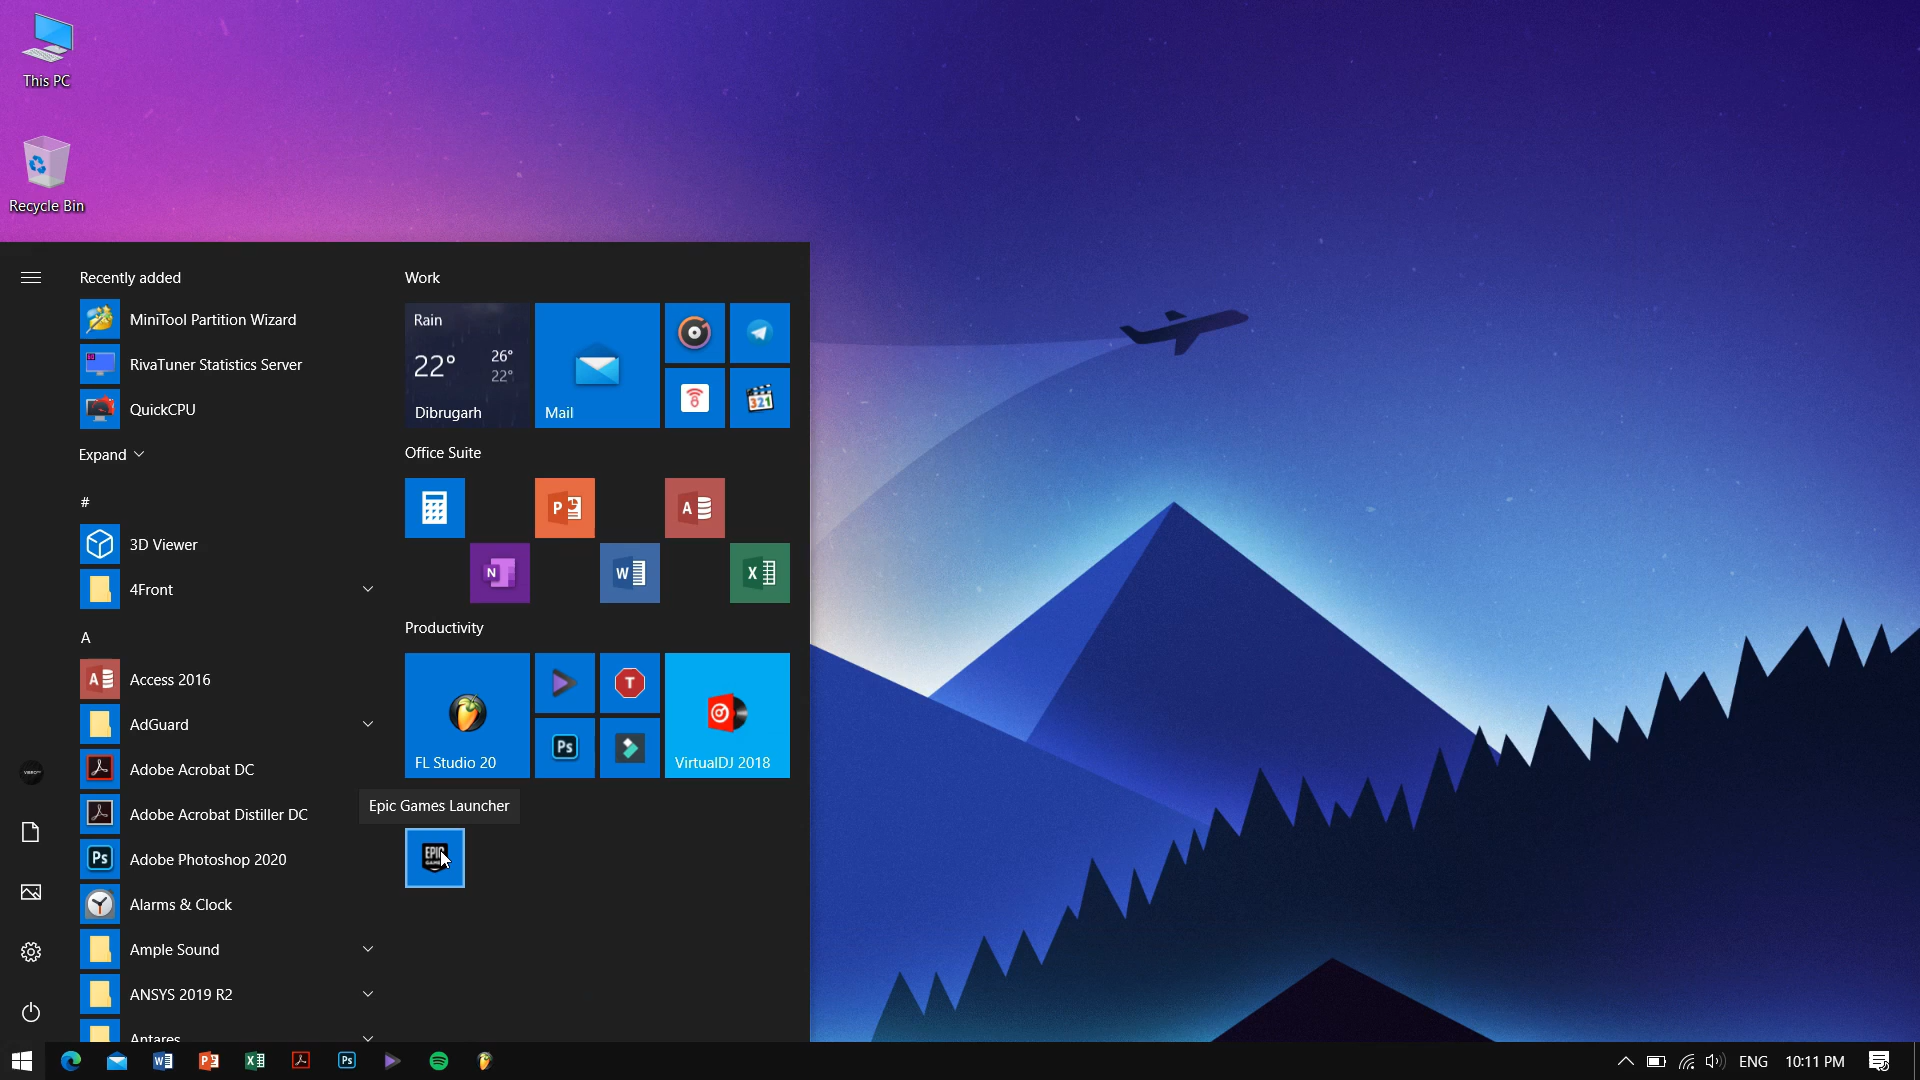 This PC
Recycle Bin
Recently added
MiniTool Partition Wizard
RivaTuner Statistics Server
QuickCPU
Expand
#
3D Viewer
4Front
A
Access 2016
AdGuard
Adobe Acrobat DC
Adobe Acrobat Distiller DC
Adobe Photoshop 2020
Alarms & Clock
Ample Sound
ANSYS 2019 R2
Antares
Work
Rain
22° 26°
22°
Dibrugarh
Mail
321
Office Suite
P A
N W X
Productivity
T
Ps
FL Studio 20
VirtualDJ 2018
Epic Games Launcher
EPIC
ENG 10:11 PM